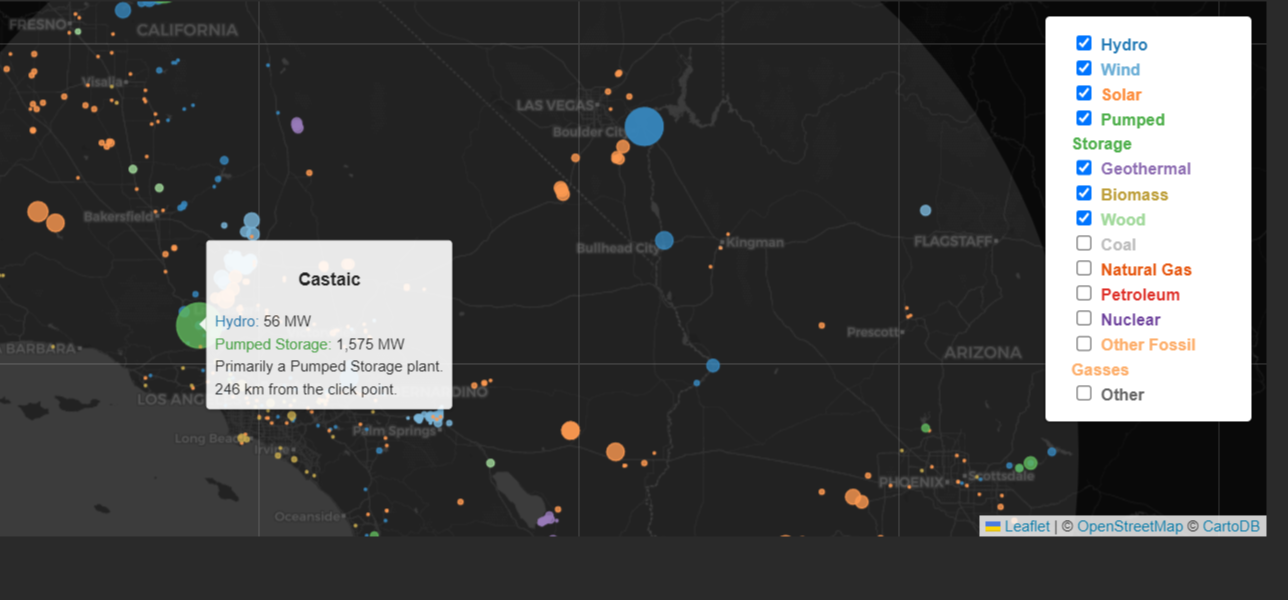 FRESNO
CALIFORNIA
Visalia
LAS VEGAS
Boulder City
Bakersfield
Bullhead City
Kingman
FLAGSTAFF
Castaic
Hydro: 56 MW
Pumped Storage: 1,575 MW
Primarily a Pumped Storage plant.
246 km from the click point.
BARBARA
Prescott
ARIZONA
LOS ANG
DINO
Long Beac
Irvine
Palm Springs
PHOENIX
Scottsdale
Oceanside
Hydro
Wind
Solar
Pumped
Storage
Geothermal
Biomass
Wood
Coal
Natural Gas
Petroleum
Nuclear
Other Fossil
Gasses
Other
Leaflet | © OpenStreetMap © CartoDB